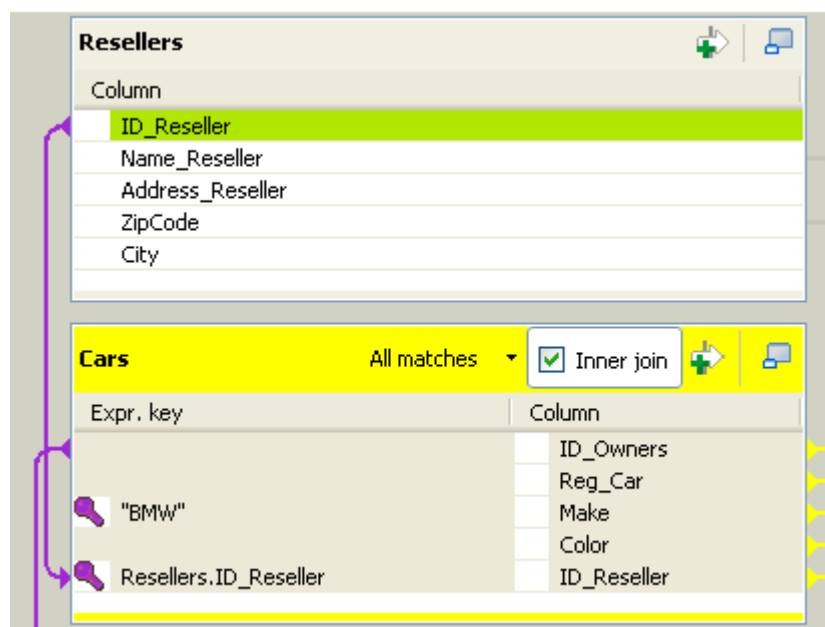 Resellers
Column
ID_Reseller
Name_Reseller
Address_Reseller
ZipCode
City
Cars All matches Inner join
Expr. key Column
ID_Owners
Reg_Car
"BMW" Make
Color
Resellers.ID_Reseller ID_Reseller